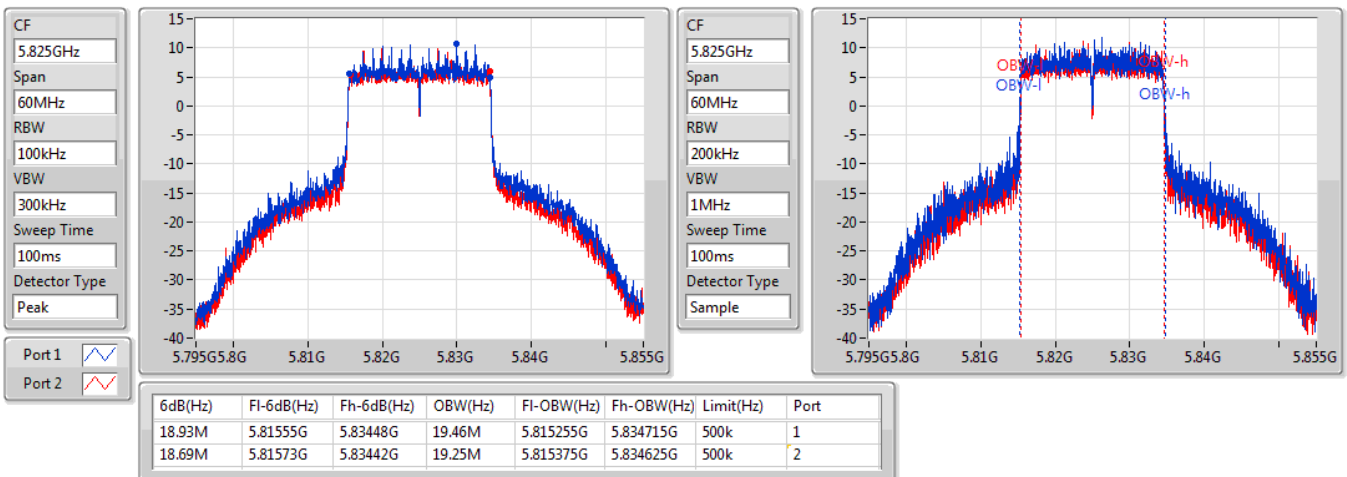 CF
5.825GHz
Span
60MHz
RBW
100kHz
VBW
300kHz
Sweep Time
100ms
Detector Type
Peak
Port 1
Port 2
15
10
5
0
-5
-10
-15
-20
-25
-30
-35
-40
5.795G 5.8G 5.81G 5.82G 5.83G 5.84G 5.855G
CF
5.825GHz
Span
60MHz
RBW
200kHz
VBW
1MHz
Sweep Time
100ms
Detector Type
Sample
15
10
5
0
-5
-10
-15
-20
-25
-30
-35
-40
OBW-h
OBW-l
OBW-h
5.795G 5.8G 5.81G 5.82G 5.83G 5.84G 5.855G
6dB(Hz) Fl-6dB(Hz) Fh-6dB(Hz) OBW(Hz) Fl-OBW(Hz) Fh-OBW(Hz) Limit(Hz) Port
18.93M 5.81555G 5.83448G 19.46M 5.815255G 5.834715G 500k 1
18.69M 5.81573G 5.83442G 19.25M 5.815375G 5.834625G 500k 2